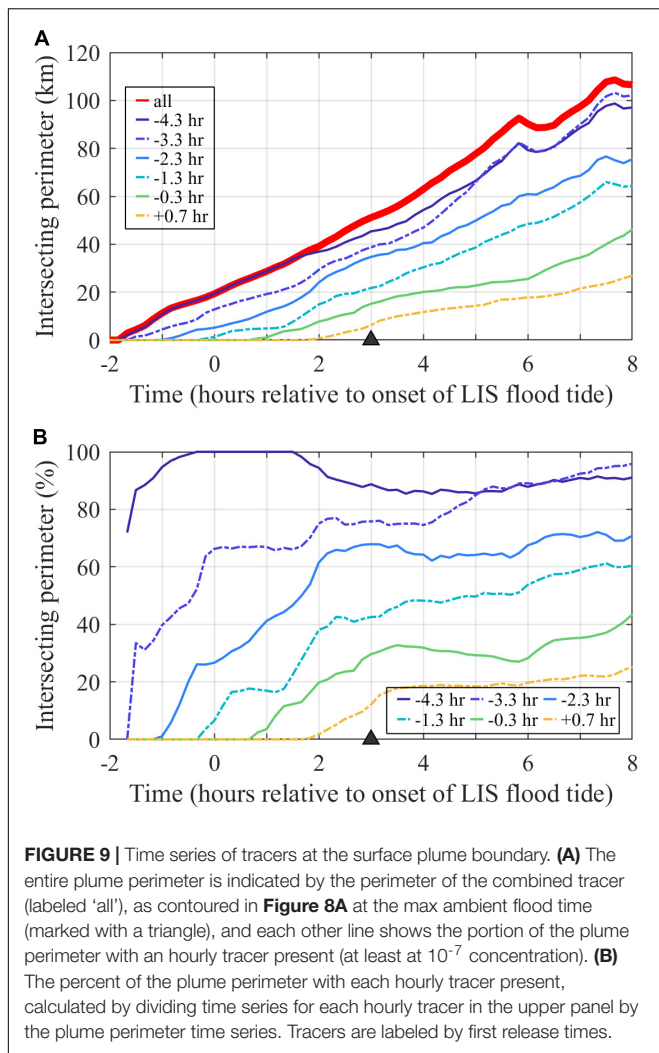 A
120
100
80
60
40
20
0
Intersecting perimeter (km)
all
-4.3 hr
-3.3 hr
-2.3 hr
-1.3 hr
-0.3 hr
+0.7 hr
-2 0 2 4 6 8
Time (hours relative to onset of LIS flood tide)
B
100
80
60
40
20
0
Intersecting perimeter (%)
-4.3 hr -3.3 hr -2.3 hr
-1.3 hr -0.3 hr +0.7 hr
-2 0 2 4 6 8
Time (hours relative to onset of LIS flood tide)
FIGURE 9 | Time series of tracers at the surface plume boundary. (A) The
entire plume perimeter is indicated by the perimeter of the combined tracer
(labeled ‘all’), as contoured in Figure 8A at the max ambient flood time
(marked with a triangle), and each other line shows the portion of the plume
perimeter with an hourly tracer present (at least at 10⁻⁷ concentration). (B)
The percent of the plume perimeter with each hourly tracer present,
calculated by dividing time series for each hourly tracer in the upper panel by
the plume perimeter time series. Tracers are labeled by first release times.